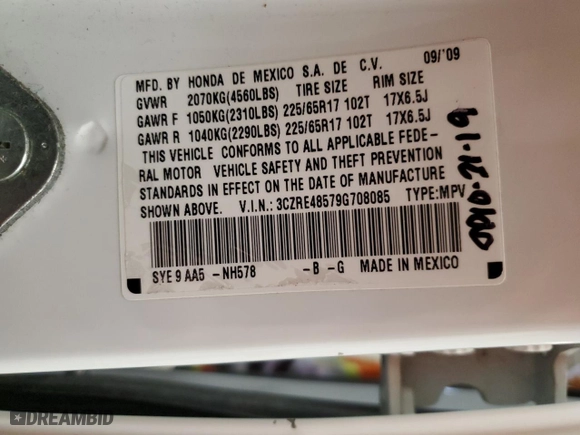 MFD. BY HONDA DE MEXICO S.A. DE C.V. 09/'09
GVWR 2070KG(4560LBS) TIRE SIZE RIM SIZE
GAWR F 1050KG(2310LBS) 225/65R17 102T 17X6.5J
GAWR R 1040KG(2290LBS) 225/65R17 102T 17X6.5J
THIS VEHICLE CONFORMS TO ALL APPLICABLE FEDE-
RAL MOTOR VEHICLE SAFETY AND THEFT PREVENTION
STANDARDS IN EFFECT ON THE DATE OF MANUFACTURE
SHOWN ABOVE. V.I.N.: 3CZRE48579G708085 TYPE:MPV
SYE 9 AA5 -NH578 -B -G MADE IN MEXICO
DREAMBID